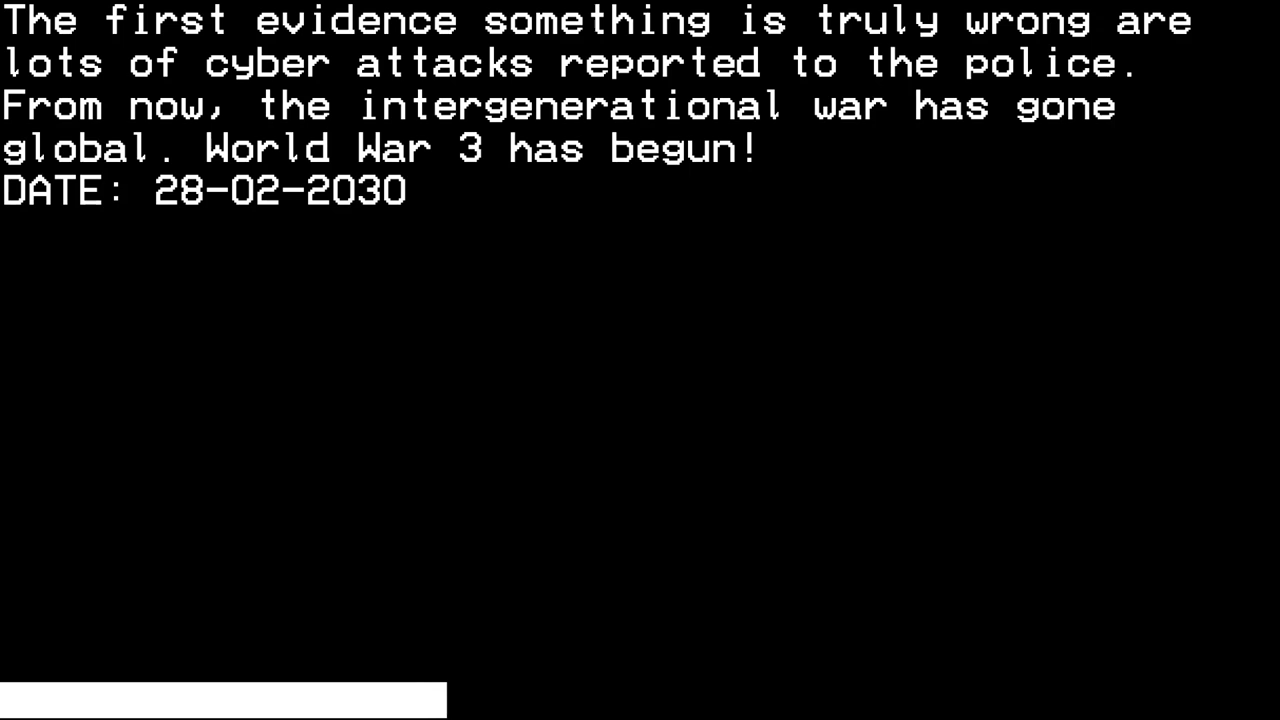 The first evidence something is truly wrong are
lots of cyber attacks reported to the police.
From now, the intergenerational war has gone
global. World War 3 has begun!
DATE: 28-02-2030